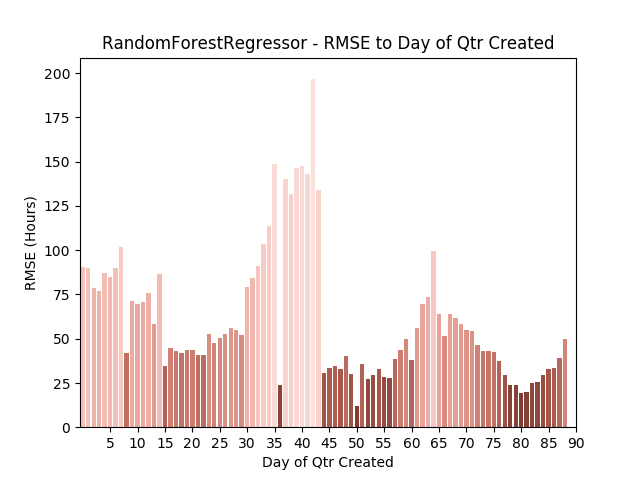 RandomForestRegressor - RMSE to Day of Qtr Created
200
175
150
125
100
75
50
25
0
RMSE (Hours)
5 10 15 20 25 30 35 40 45 50 55 60 65 70 75 80 85 90
Day of Qtr Created